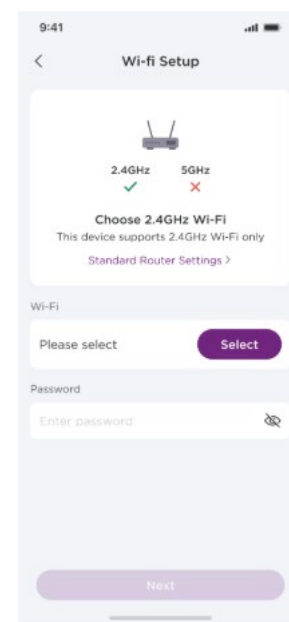 9:41
Wi-fi Setup
2.4GHz 5GHz
Choose 2.4GHz Wi-Fi
This device supports 2.4GHz Wi-Fi only
Standard Router Settings >
Wi-Fi
Please select Select
Password
Enter password
Next